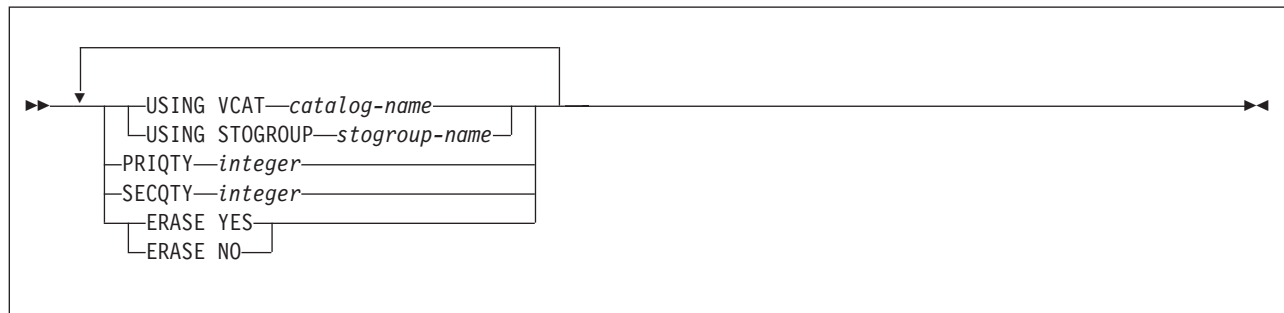 USING VCAT catalog-name
USING STOGROUP stogroup-name
PRIQTY integer
SECQTY integer
ERASE YES
ERASE NO